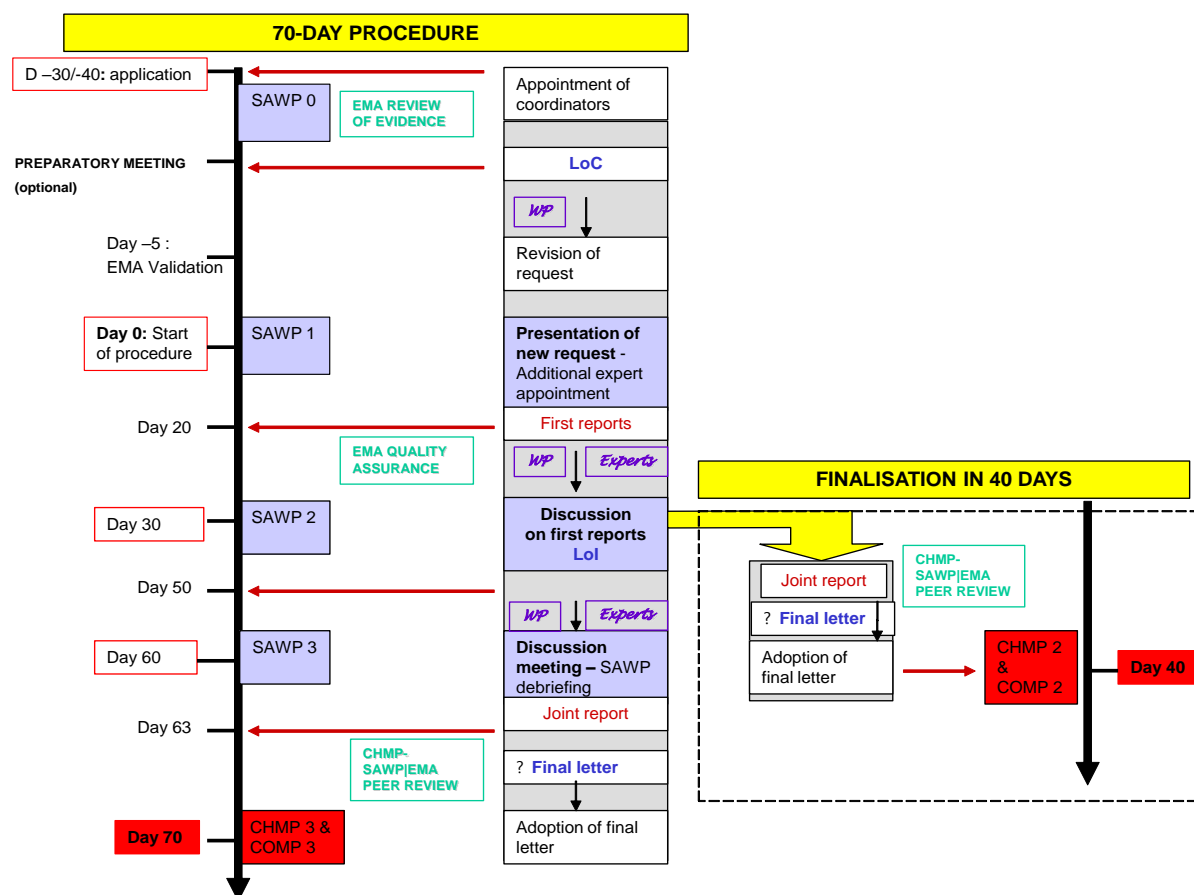 70-DAY PROCEDURE
D –30/-40: application
SAWP 0
EMA REVIEW
OF EVIDENCE
Appointment of
coordinators
PREPARATORY MEETING
(optional)
LoC
WP
Day –5 :
EMA Validation
Revision of
request
Day 0: Start
of procedure
SAWP 1
Presentation of
new request -
Additional expert
appointment
Day 20
First reports
EMA QUALITY
ASSURANCE
WP
Experts
Day 30
SAWP 2
Discussion
on first reports
LoI
Day 50
WP
Experts
Day 60
SAWP 3
Discussion
meeting – SAWP
debriefing
Day 63
Joint report
CHMP-
SAWP|EMA
PEER REVIEW
? Final letter
Day 70
CHMP 3 &
COMP 3
Adoption of final
letter
FINALISATION IN 40 DAYS
Joint report
CHMP-
SAWP|EMA
PEER REVIEW
? Final letter
Adoption of
final letter
CHMP 2
&
COMP 2
Day 40